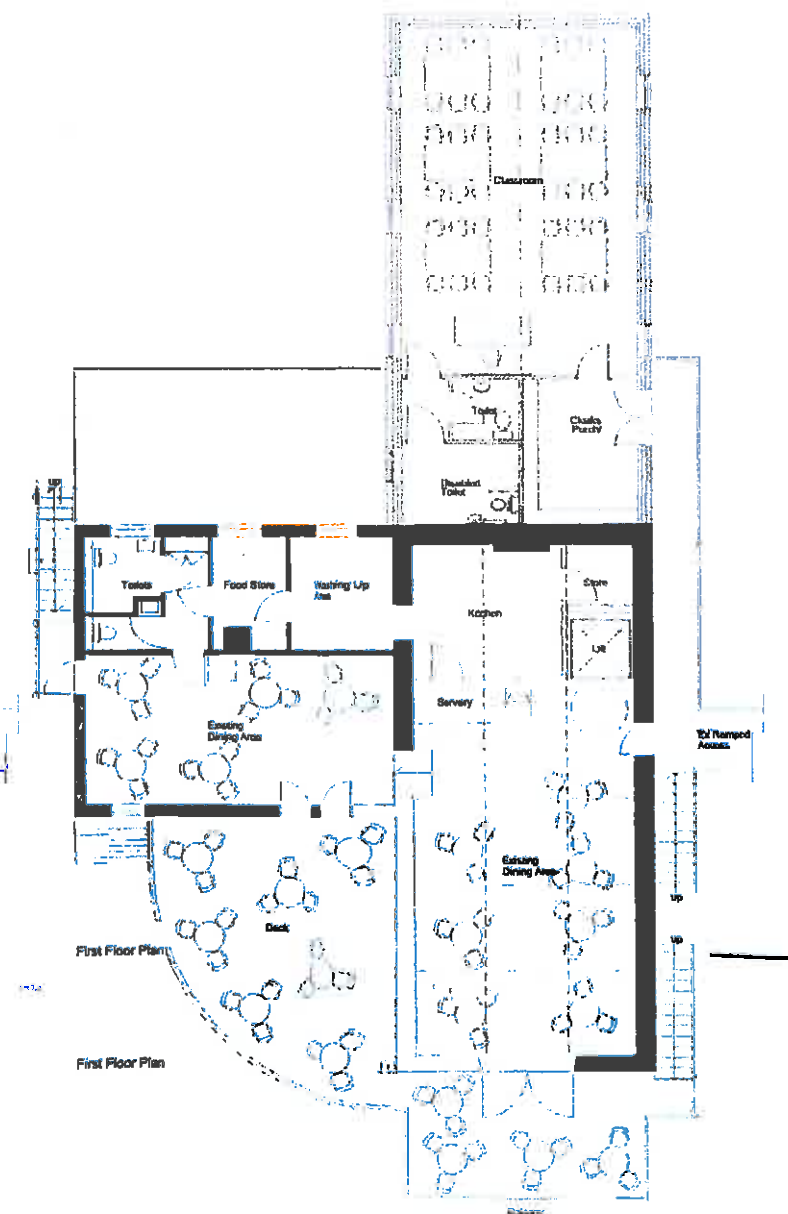 Classroom
Toilet
Cloaks
Porch
Disabled
Toilet
up
Toilets
Food Store
Washing Up
Area
Kitchen
Store
Lift
Servery
Existing
Dining Area
Ramped
Access
Existing
Dining Area
up
Deck
up
First Floor Plan
First Floor Plan